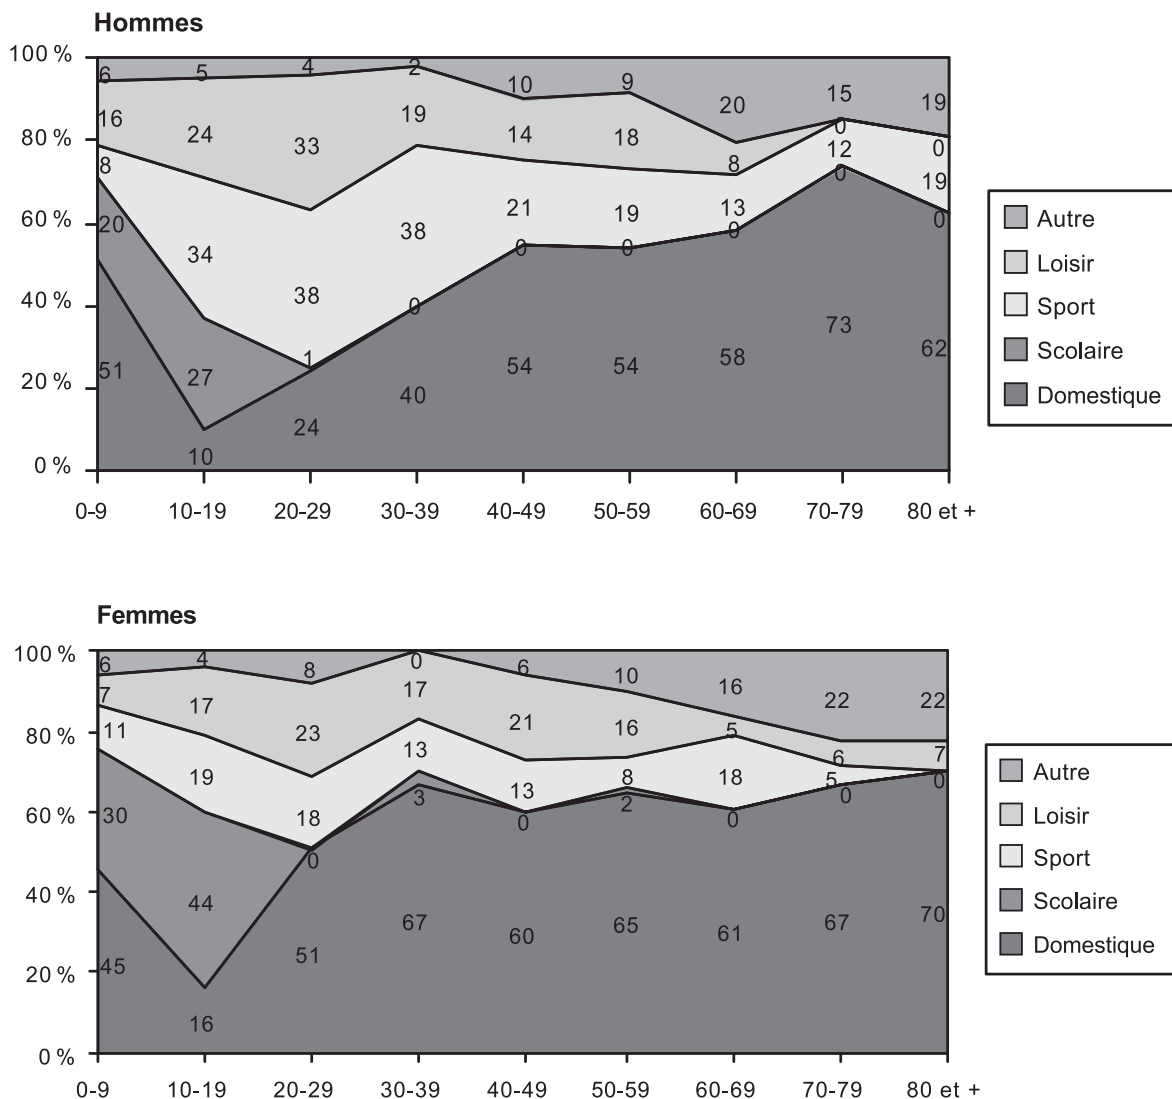 Hommes
100 %
6 5 4 2 10 9 20 15 19
16 24 33 19 14 18 8 0 0
80 %
8 34 38 38 21 19 13 12 19
60 %
20 27 1 0 0 0 0 0 0
40 %
51 10 24 40 54 54 58 73 62
20 %
0 %
0-9 10-19 20-29 30-39 40-49 50-59 60-69 70-79 80 et +
Autre
Loisir
Sport
Scolaire
Domestique
Femmes
100 %
6 4 8 0 6 10 16 22 22
7 17 23 17 21 16 5 6 7
80 %
11 19 18 13 13 8 18 5 0
60 %
30 44 0 3 0 2 0 0
40 %
45 16 51 67 60 65 61 67 70
20 %
0 %
0-9 10-19 20-29 30-39 40-49 50-59 60-69 70-79 80 et +
Autre
Loisir
Sport
Scolaire
Domestique